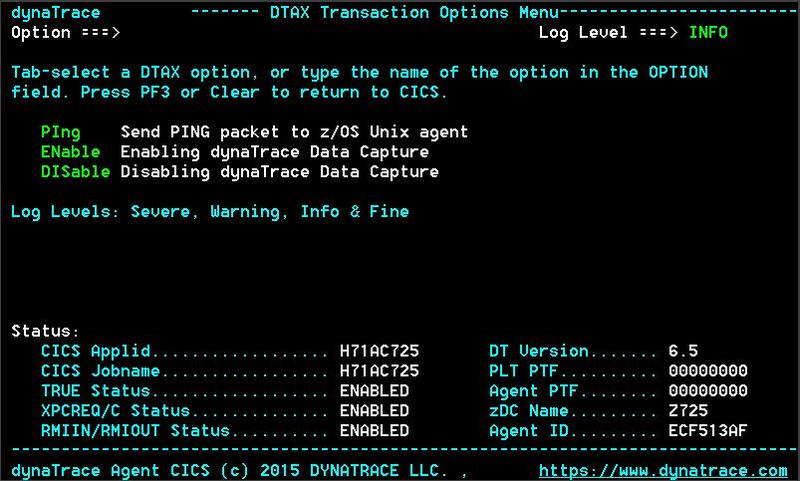 dynaTrace ------- DTAX Transaction Options Menu------------------------
Option ===> Log Level ===> INFO
Tab-select a DTAX option, or type the name of the option in the OPTION
field. Press PF3 or Clear to return to CICS.
PIng Send PING packet to z/OS Unix agent
ENable Enabling dynaTrace Data Capture
DISable Disabling dynaTrace Data Capture
Log Levels: Severe, Warning, Info & Fine
Status:
CICS Applid.................. H71AC725 DT Version....... 6.5
CICS Jobname................. H71AC725 PLT PTF.......... 00000000
TRUE Status.................. ENABLED Agent PTF........ 00000000
XPCREQ/C Status.............. ENABLED zDC Name......... Z725
RMIIN/RMIOUT Status.......... ENABLED Agent ID......... ECF513AF
-------------------------------------------------------------------------------
dynaTrace Agent CICS (c) 2015 DYNATRACE LLC. , https://www.dynatrace.com